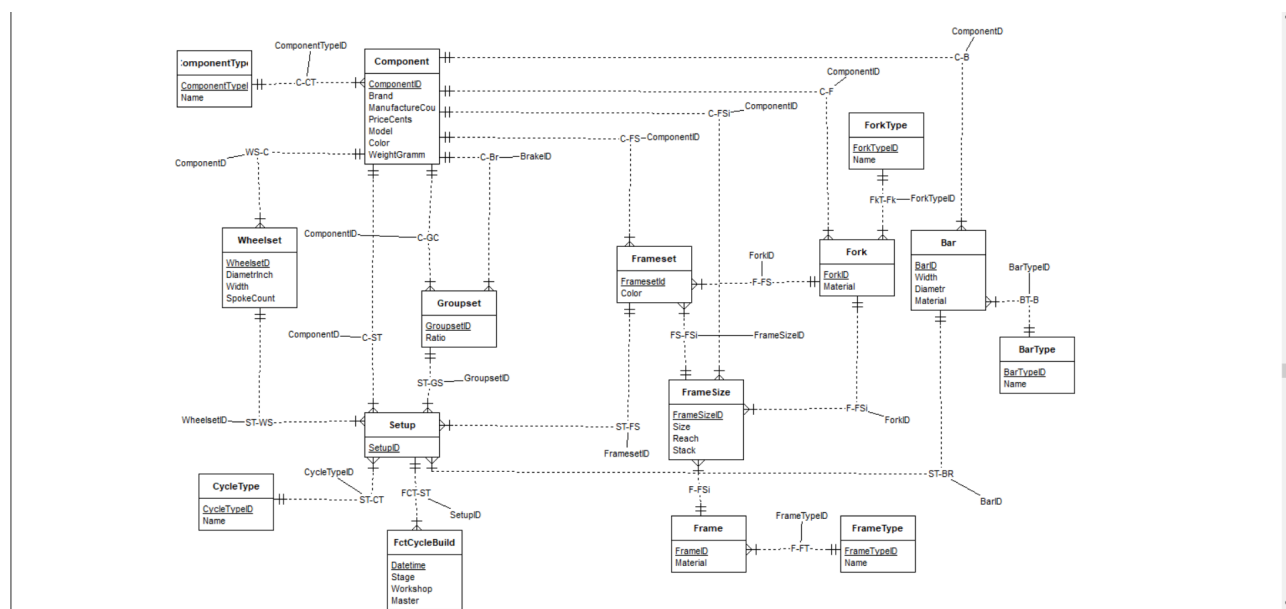 ComponentD
ComponentTypeID
:omponentType
ComponentTypeI
Name
C-CT
Component
ComponentID
Brand
ManufactureCou
PriceCents
Model
Color
WeightGramm
C-B
ComponentID
C-F
C-FSi
ComponentID
C-FS
ComponentID
ForkType
ForkTypeID
Name
WS-C
ComponentD
C-Br
BrakeID
FkT-Fk
ForkTypeID
Wheelset
WheelsetD
DiametrInch
Width
SpokeCount
ComponentID
C-GC
Frameset
FramesetId
Color
ForkID
F-FS
Fork
ForkID
Material
Bar
BarID
Width
Diametr
Material
BarTypeID
BT-B
Groupset
GroupsetID
Ratio
ComponentID
C-ST
FS-FSi
FrameSizeID
BarType
BarTypeID
Name
ST-GS
GroupsetID
FrameSize
FrameSizeID
Size
Reach
Stack
F-FSi
ForkID
WheelsetID
ST-WS
Setup
SetupID
ST-FS
FramesetID
CycleTypeID
ST-CT
CycleType
CycleTypeID
Name
FCT-ST
SetupID
F-FSi
ST-BR
BarID
FctCycleBuild
Datetime
Stage
Workshop
Master
Frame
FrameID
Material
FrameTypeID
F-FT
FrameType
FrameTypeID
Name